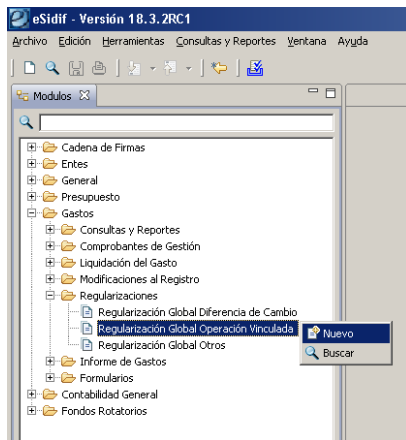 eSidif - Versión 18.3.2RC1
Archivo Edición Herramientas Consultas y Reportes Ventana Ayuda
Modulos
Cadena de Firmas
Entes
General
Presupuesto
Gastos
Consultas y Reportes
Comprobantes de Gestión
Liquidación del Gasto
Modificaciones al Registro
Regularizaciones
Regularización Global Diferencia de Cambio
Regularización Global Operación Vinculada
Nuevo
Regularización Global Otros
Buscar
Informe de Gastos
Formularios
Contabilidad General
Fondos Rotatorios